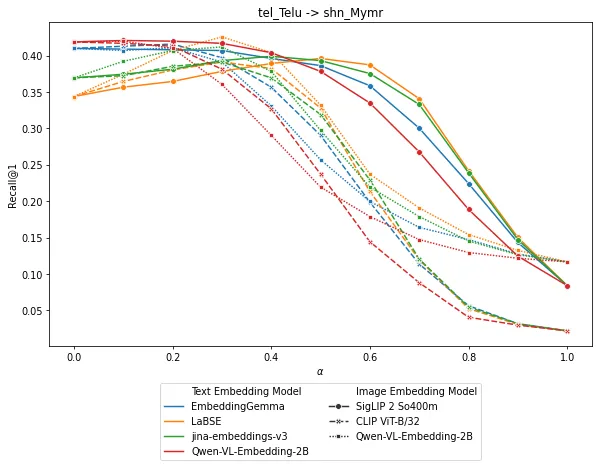 tel_Telu -> shn_Mymr
Recall@1
0.40
0.35
0.30
0.25
0.20
0.15
0.10
0.05
0.0 0.2 0.4 0.6 0.8 1.0
α
Text Embedding Model
EmbeddingGemma
LaBSE
jina-embeddings-v3
Qwen-VL-Embedding-2B
Image Embedding Model
SigLIP 2 So400m
CLIP ViT-B/32
Qwen-VL-Embedding-2B